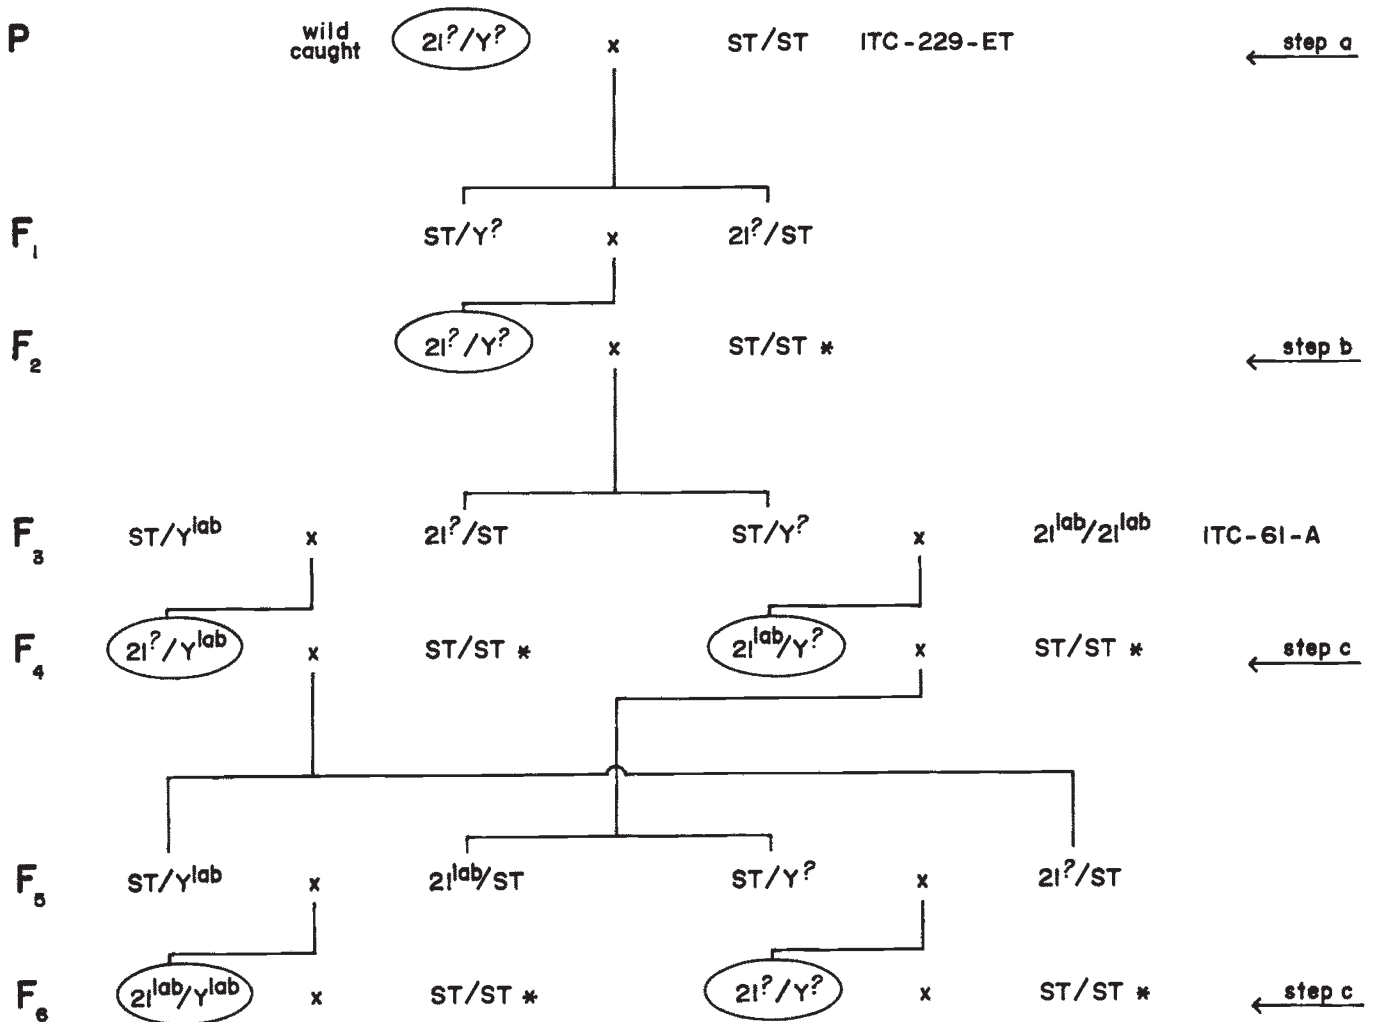 P wild caught 21?/Y? x ST/ST ITC-229-ET step a
F1 ST/Y? x 21?/ST
F2 21?/Y? x ST/ST * step b
F3 ST/Ylab x 21?/ST ST/Y? x 21lab/21lab ITC-61-A
F4 21?/Ylab x ST/ST * 21lab/Y? x ST/ST * step c
F5 ST/Ylab x 21lab/ST ST/Y? x 21?/ST
F6 21lab/Ylab x ST/ST * 21?/Y? x ST/ST * step c